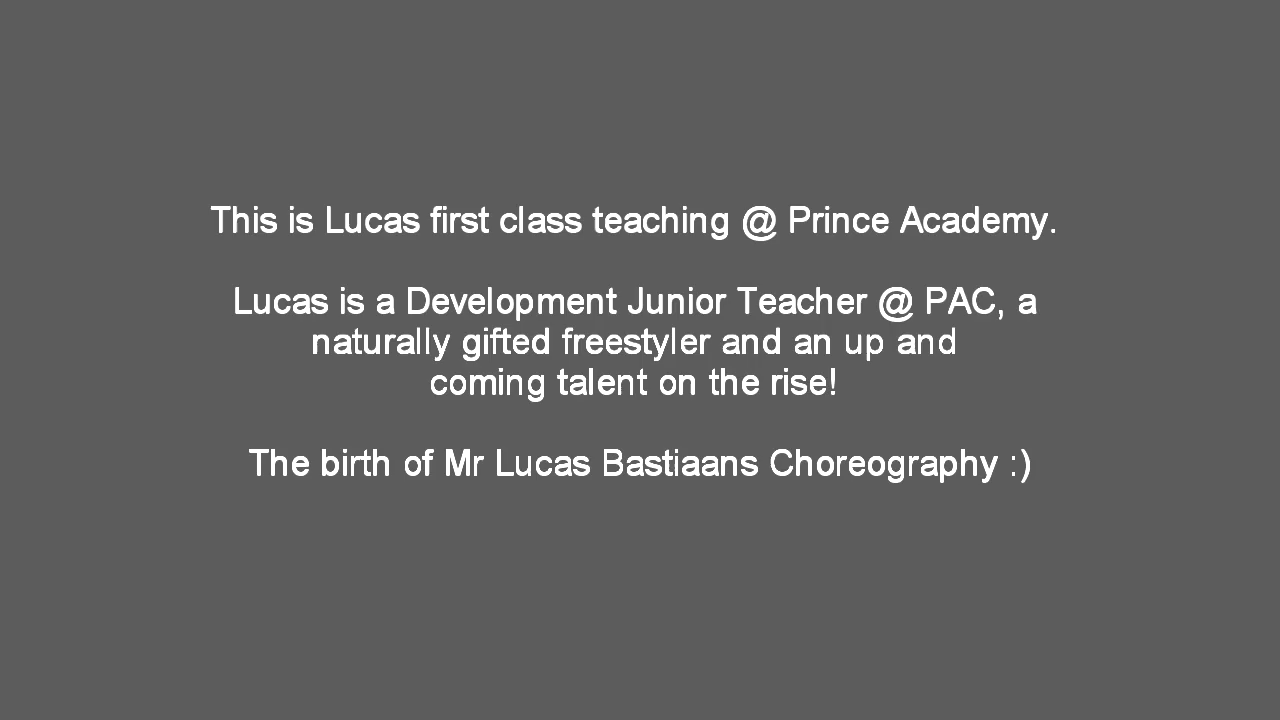 This is Lucas first class teaching @ Prince Academy.
Lucas is a Development Junior Teacher @ PAC, a
naturally gifted freestyler and an up and
coming talent on the rise!
The birth of Mr Lucas Bastiaans Choreography :)